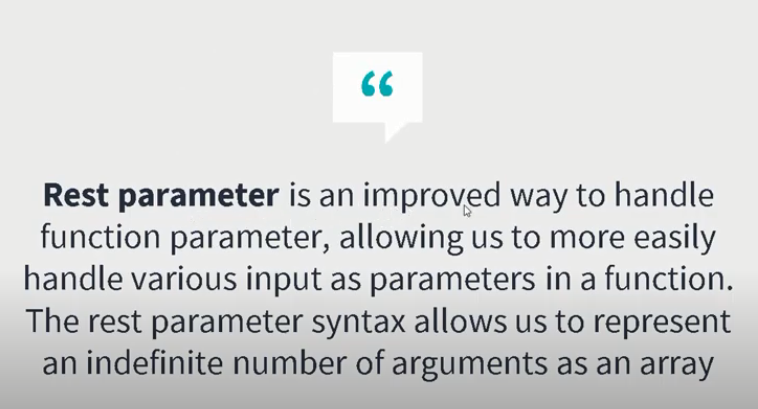 “
Rest parameter is an improved way to handle
function parameter, allowing us to more easily
handle various input as parameters in a function.
The rest parameter syntax allows us to represent
an indefinite number of arguments as an array